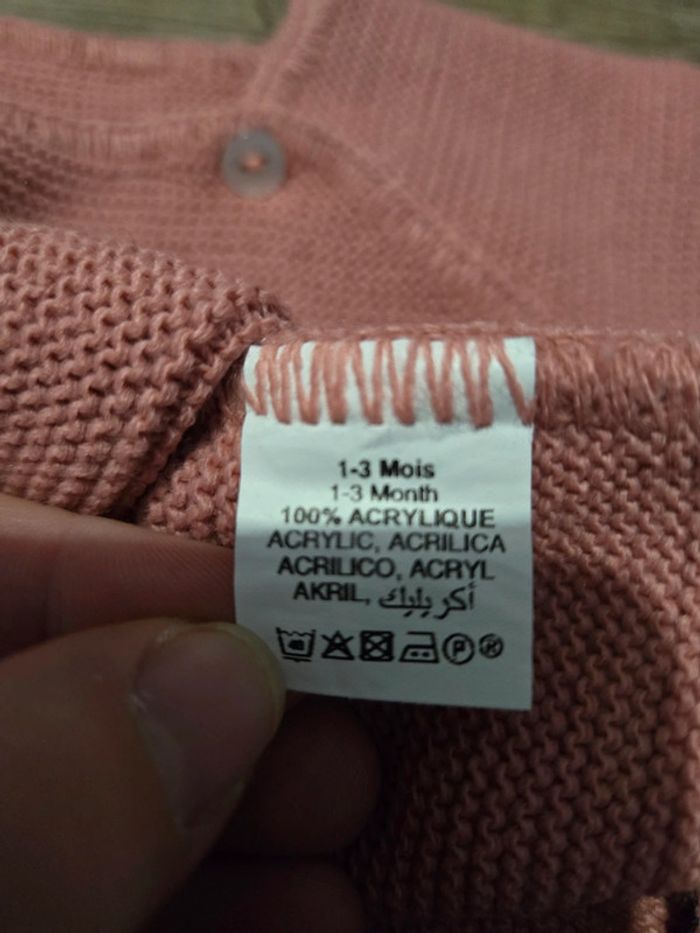 1-3 Mois
1-3 Month
100% ACRYLIQUE
ACRYLIC, ACRILICA
ACRILICO, ACRYL
AKRIL, أكريليك
P